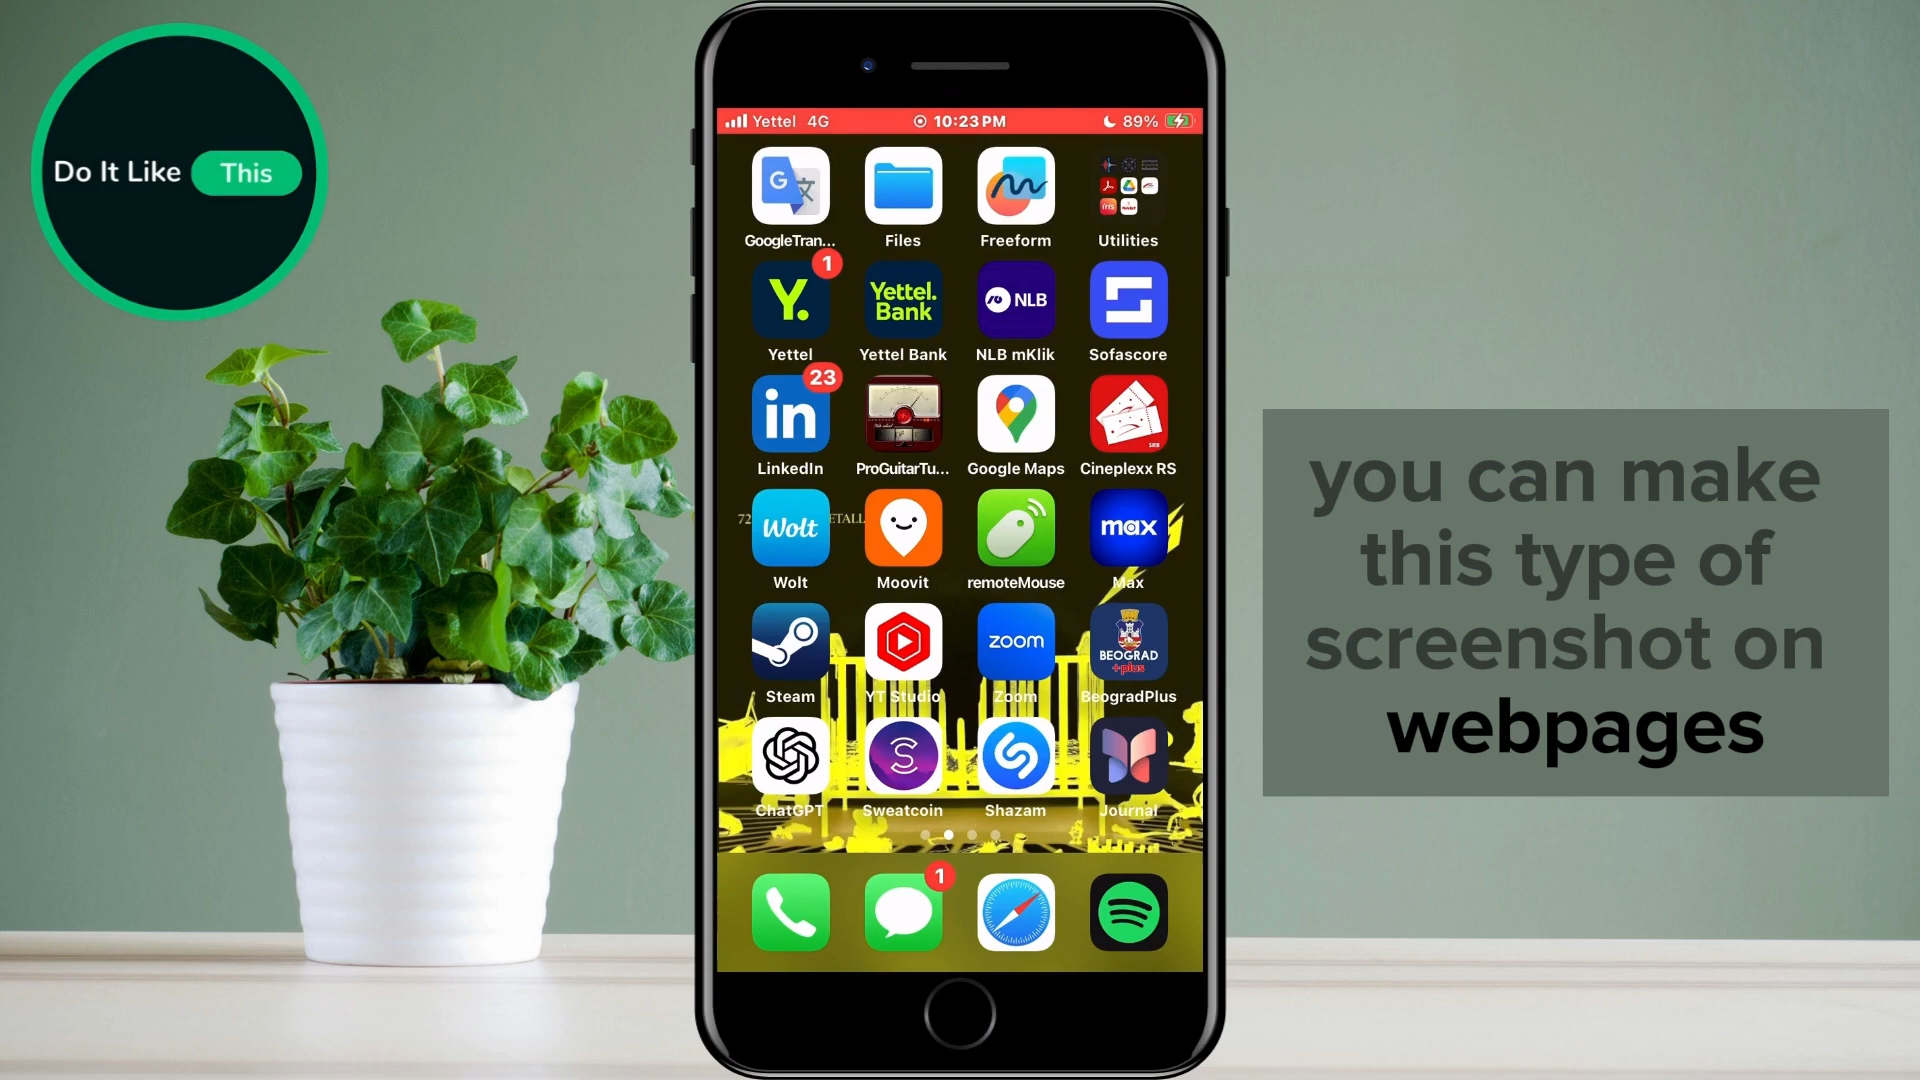 Do It Like This
Yettel 4G 10:23 PM 89%
GoogleTran... Files Freeform Utilities
1
Y. Yettel. Bank NLB
Yettel Yettel Bank NLB mKlik Sofascore
23
in
LinkedIn ProGuitarTu... Google Maps Cineplexx RS
72 ETALL
Wolt max
Wolt Moovit remoteMouse Max
zoom BEOGRAD +plus
Steam YT Studio Zoom BeogradPlus
ChatGPT Sweatcoin Shazam Journal
1
you can make
this type of
screenshot on
webpages